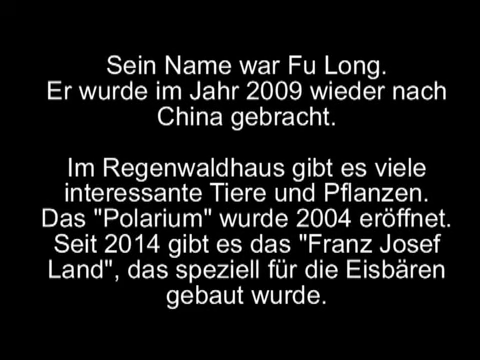 Sein Name war Fu Long.
Er wurde im Jahr 2009 wieder nach
China gebracht.
Im Regenwaldhaus gibt es viele
interessante Tiere und Pflanzen.
Das "Polarium" wurde 2004 eröffnet.
Seit 2014 gibt es das "Franz Josef
Land", das speziell für die Eisbären
gebaut wurde.